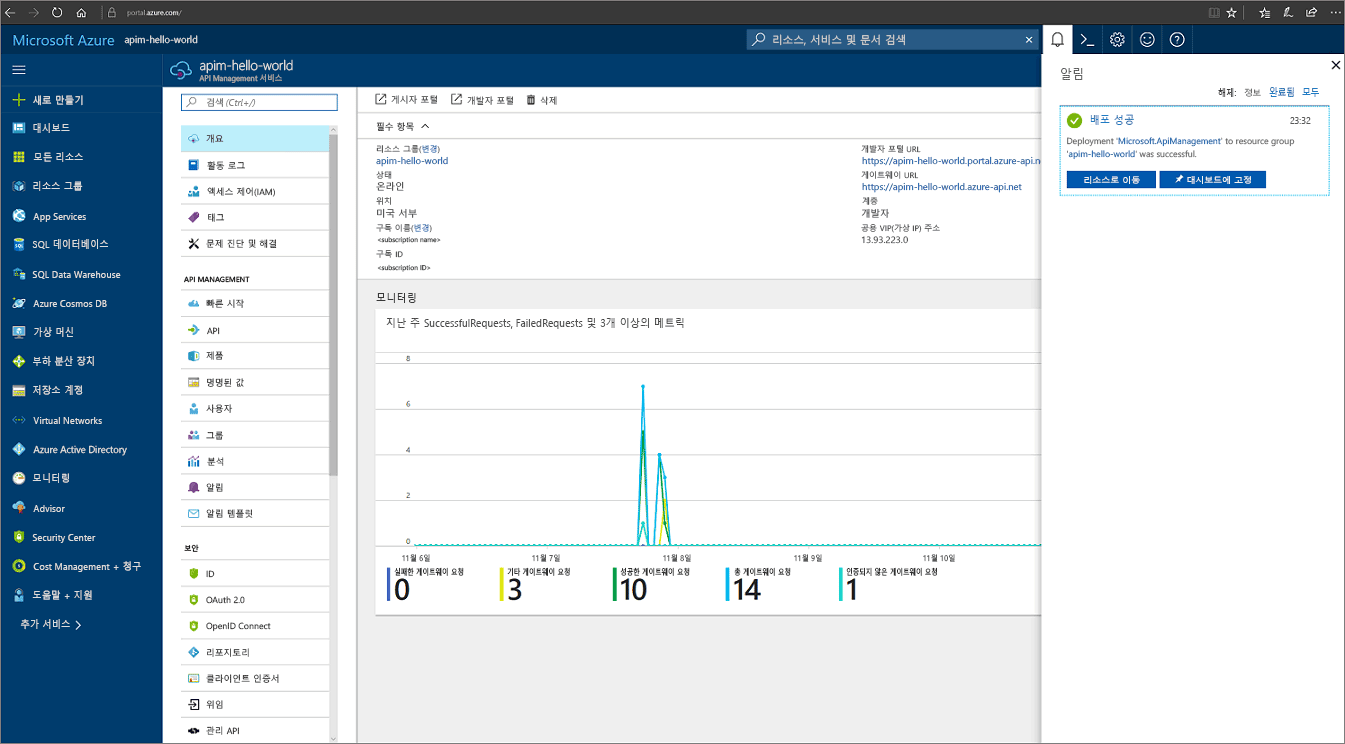 portal.azure.com/
Microsoft Azure apim-hello-world
리소스, 서비스 및 문서 검색
새로 만들기
대시보드
모든 리소스
리소스 그룹
App Services
SQL 데이터베이스
SQL Data Warehouse
Azure Cosmos DB
가상 머신
부하 분산 장치
저장소 계정
Virtual Networks
Azure Active Directory
모니터링
Advisor
Security Center
Cost Management + 청구
도움말 + 지원
추가 서비스
apim-hello-world
API Management 서비스
검색 (Ctrl+/)
개요
활동 로그
액세스 제어(IAM)
태그
문제 진단 및 해결
API MANAGEMENT
빠른 시작
API
제품
명명된 값
사용자
그룹
분석
알림
알림 템플릿
보안
ID
OAuth 2.0
OpenID Connect
리포지토리
클라이언트 인증서
위임
관리 API
게시자 포털 개발자 포털 삭제
필수 항목
리소스 그룹(변경)
apim-hello-world
상태
온라인
위치
미국 서부
구독 이름(변경)
<subscription name>
구독 ID
<subscription ID>
개발자 포털 URL
https://apim-hello-world.portal.azure-api.n
게이트웨이 URL
https://apim-hello-world.azure-api.net
계층
개발자
공용 VIP(가상 IP) 주소
13.93.223.0
모니터링
지난 주 SuccessfulRequests, FailedRequests 및 3개 이상의 메트릭
8
6
4
2
0
11월 6일 11월 7일 11월 8일 11월 9일 11월 10일
실패한 게이트웨이 요청
0
기타 게이트웨이 요청
3
성공한 게이트웨이 요청
10
총 게이트웨이 요청
14
인증되지 않은 게이트웨이 요청
1
알림
해제: 정보 완료됨 모두
배포 성공 23:32
Deployment 'Microsoft.ApiManagement' to resource group
'apim-hello-world' was successful.
리소스로 이동 대시보드에 고정